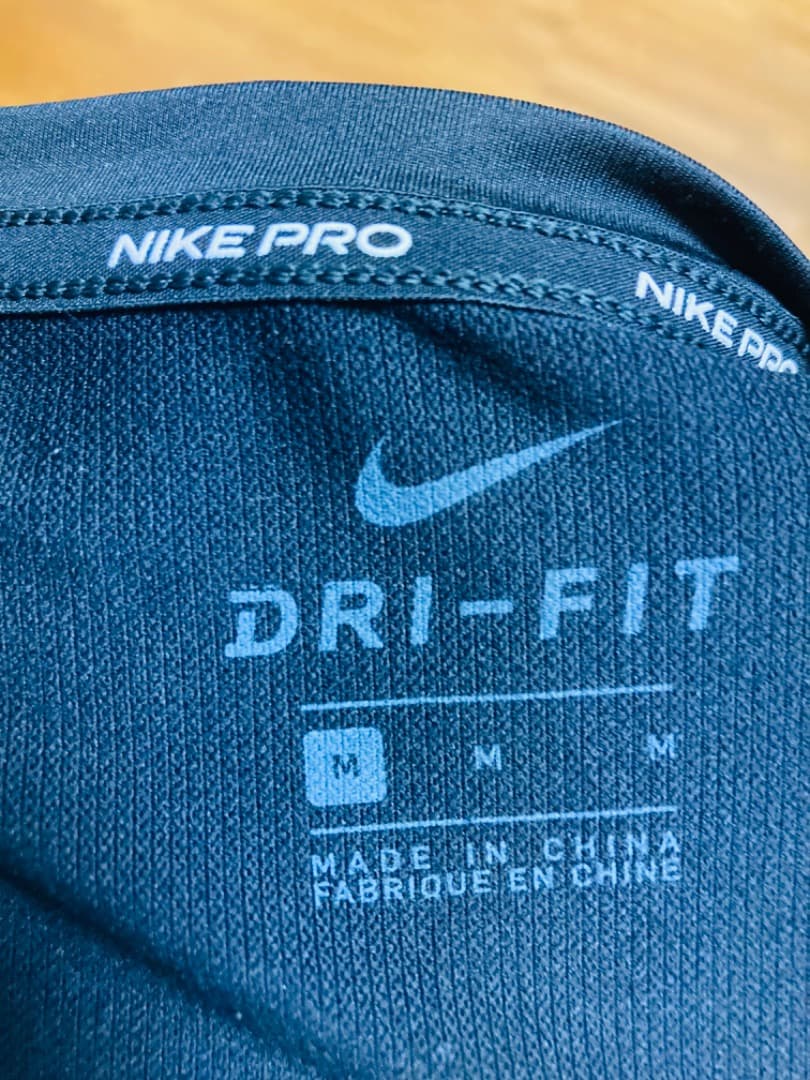 NIKE PRO
NIKE PRO
DRI-FIT
M M M
MADE IN CHINA
FABRIQUE EN CHINE